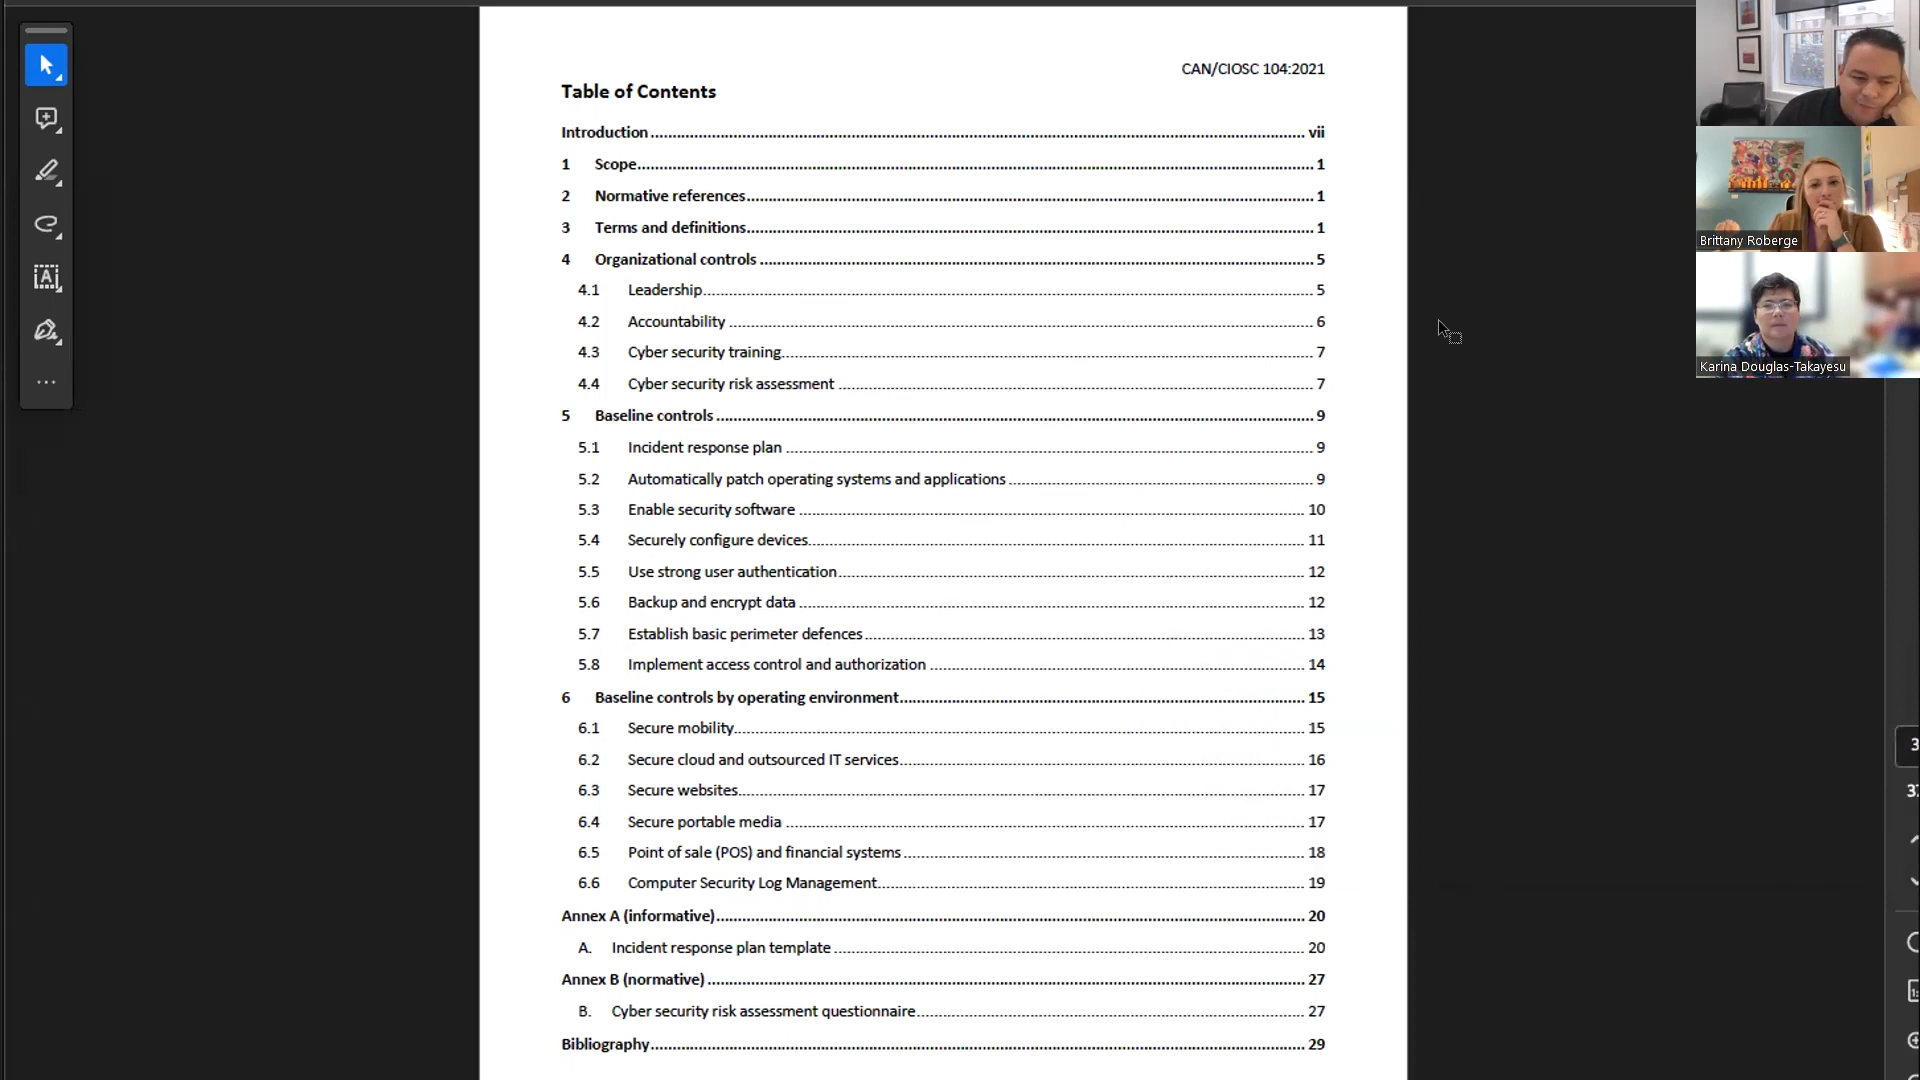 CAN/CIOSC 104:2021
Table of Contents
Introduction vii
1 Scope 1
2 Normative references 1
3 Terms and definitions 1
4 Organizational controls 5
4.1 Leadership 5
4.2 Accountability 6
4.3 Cyber security training 7
4.4 Cyber security risk assessment 7
5 Baseline controls 9
5.1 Incident response plan 9
5.2 Automatically patch operating systems and applications 9
5.3 Enable security software 10
5.4 Securely configure devices 11
5.5 Use strong user authentication 12
5.6 Backup and encrypt data 12
5.7 Establish basic perimeter defences 13
5.8 Implement access control and authorization 14
6 Baseline controls by operating environment 15
6.1 Secure mobility 15
6.2 Secure cloud and outsourced IT services 16
6.3 Secure websites 17
6.4 Secure portable media 17
6.5 Point of sale (POS) and financial systems 18
6.6 Computer Security Log Management 19
Annex A (informative) 20
A. Incident response plan template 20
Annex B (normative) 27
B. Cyber security risk assessment questionnaire 27
Bibliography 29
Brittany Roberge
Karina Douglas-Takayesu